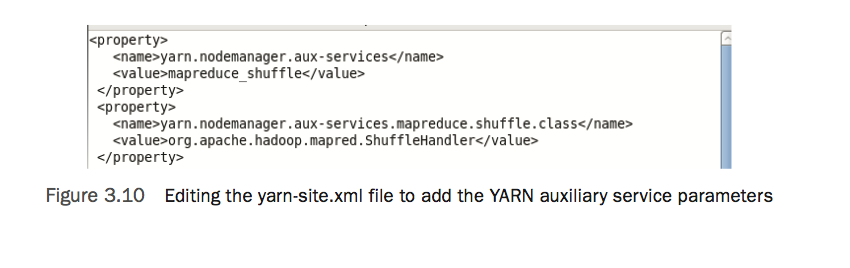 <property>
<name>yarn.nodemanager.aux-services</name>
<value>mapreduce_shuffle</value>
</property>
<property>
<name>yarn.nodemanager.aux-services.mapreduce.shuffle.class</name>
<value>org.apache.hadoop.mapred.ShuffleHandler</value>
</property>
Figure 3.10 Editing the yarn-site.xml file to add the YARN auxiliary service parameters